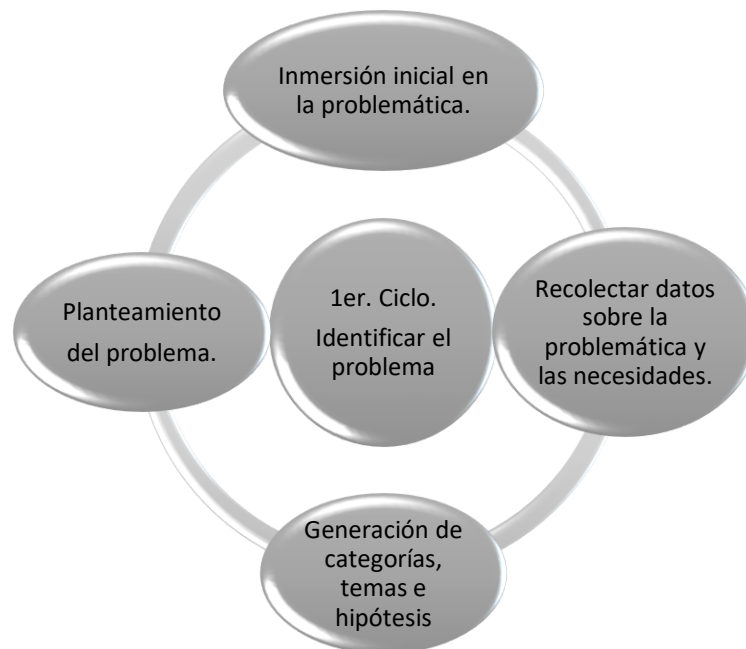 Inmersión inicial en
la problemática.
Recolectar datos
sobre la
problemática y
las necesidades.
Generación de
categorías,
temas e
hipótesis
Planteamiento
del problema.
1er. Ciclo.
Identificar el
problema